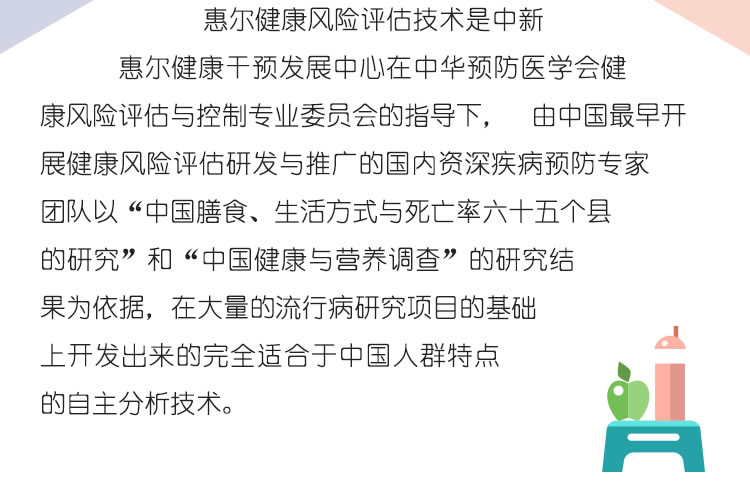 惠尔健康风险评估技术是中新
惠尔健康干预发展中心在中华预防医学会健
康风险评估与控制专业委员会的指导下， 由中国最早开
展健康风险评估研发与推广的国内资深疾病预防专家
团队以“中国膳食、生活方式与死亡率六十五个县
的研究”和“中国健康与营养调查”的研究结
果为依据，在大量的流行病研究项目的基础
上开发出来的完全适合于中国人群特点
的自主分析技术。